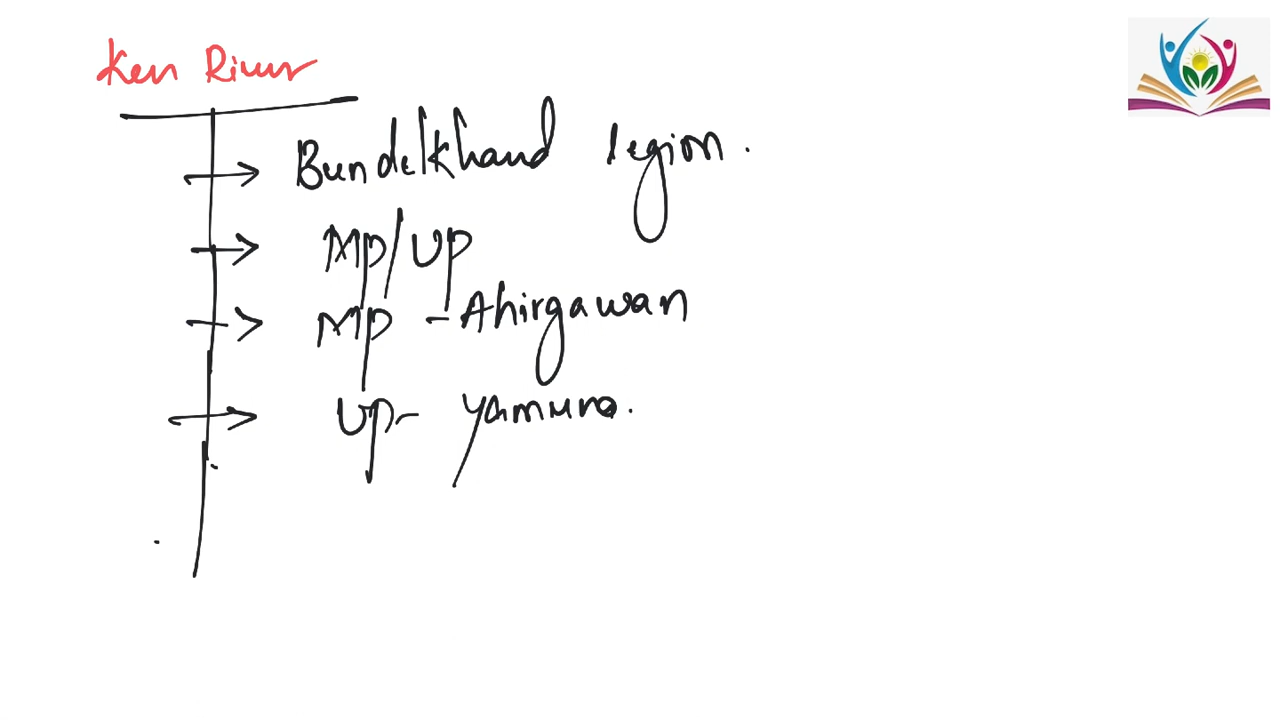 Ken River
Bundelkhand region.
MP/UP
MP - Ahirgawan
UP - Yamuna.